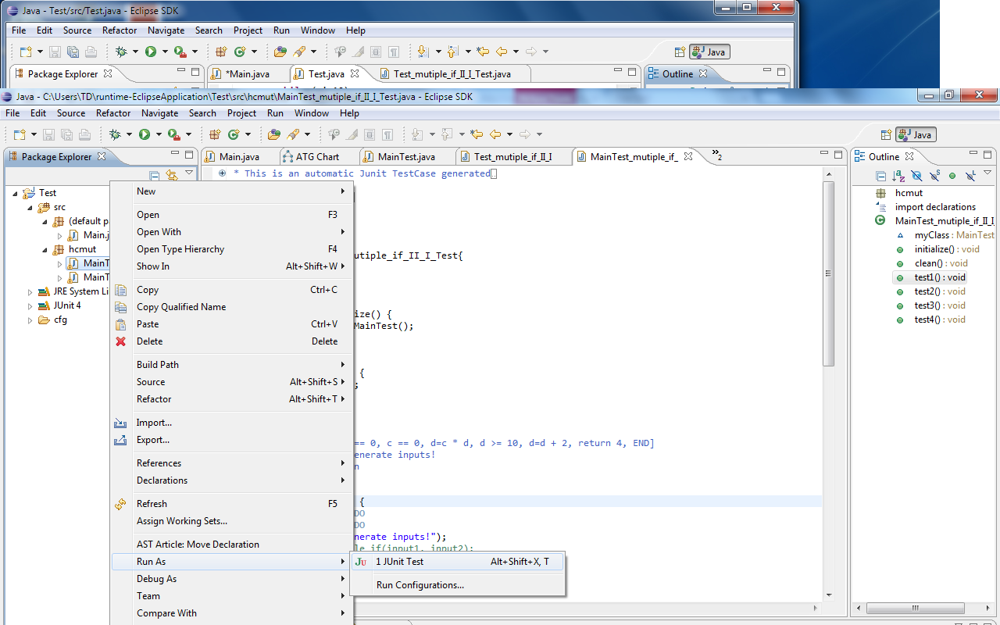 Java - Test/src/Test.java - Eclipse SDK
File Edit Source Refactor Navigate Search Project Run Window Help
Java
Package Explorer
*Main.java Test.java Test_mutiple_if_II_I_Test.java
Outline
Java - C:\Users\TD\runtime-EclipseApplication\Test\src\hcmut\MainTest_mutiple_if_II_I_Test.java - Eclipse SDK
File Edit Source Refactor Navigate Search Project Run Window Help
Java
Package Explorer
Main.java ATG Chart MainTest.java Test_mutiple_if_II_I MainTest_mutiple_if_ »2
Outline
* This is an automatic Junit TestCase generated
Test
src
(default pa
Main.j
hcmut
MainT
MainT
JRE System Li
JUnit 4
cfg
New
Open F3
Open With
Open Type Hierarchy F4
Show In Alt+Shift+W
Copy Ctrl+C
Copy Qualified Name
Paste Ctrl+V
Delete Delete
Build Path
Source Alt+Shift+S
Refactor Alt+Shift+T
Import...
Export...
References
Declarations
Refresh F5
Assign Working Sets...
AST Article: Move Declaration
Run As
Debug As
Team
Compare With
1 JUnit Test Alt+Shift+X, T
Run Configurations...
utiple_if_II_I_Test{
ize() {
MainTest();
{
;
== 0, c == 0, d=c * d, d >= 10, d=d + 2, return 4, END]
enerate inputs!
n
{
DO
DO
nerate inputs!");
le_if(input1, input2);
hcmut
import declarations
MainTest_mutiple_if_II_I
myClass : MainTest
initialize() : void
clean() : void
test1() : void
test2() : void
test3() : void
test4() : void